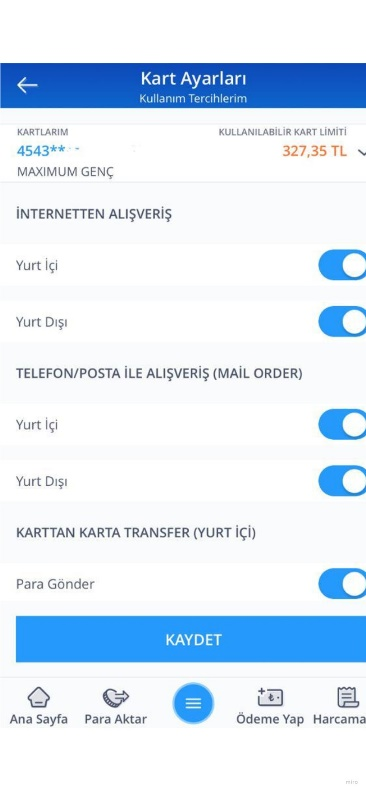 Kart Ayarları
Kullanım Tercihlerim
KARTLARIM
KULLANILABİLİR KART LİMİTİ
4543**
327,35 TL
MAXIMUM GENÇ
İNTERNETTEN ALIŞVERİŞ
Yurt İçi
Yurt Dışı
TELEFON/POSTA İLE ALIŞVERİŞ (MAİL ORDER)
Yurt İçi
Yurt Dışı
KARTTAN KARTA TRANSFER (YURT İÇİ)
Para Gönder
KAYDET
Ana Sayfa Para Aktar Ödeme Yap Harcama